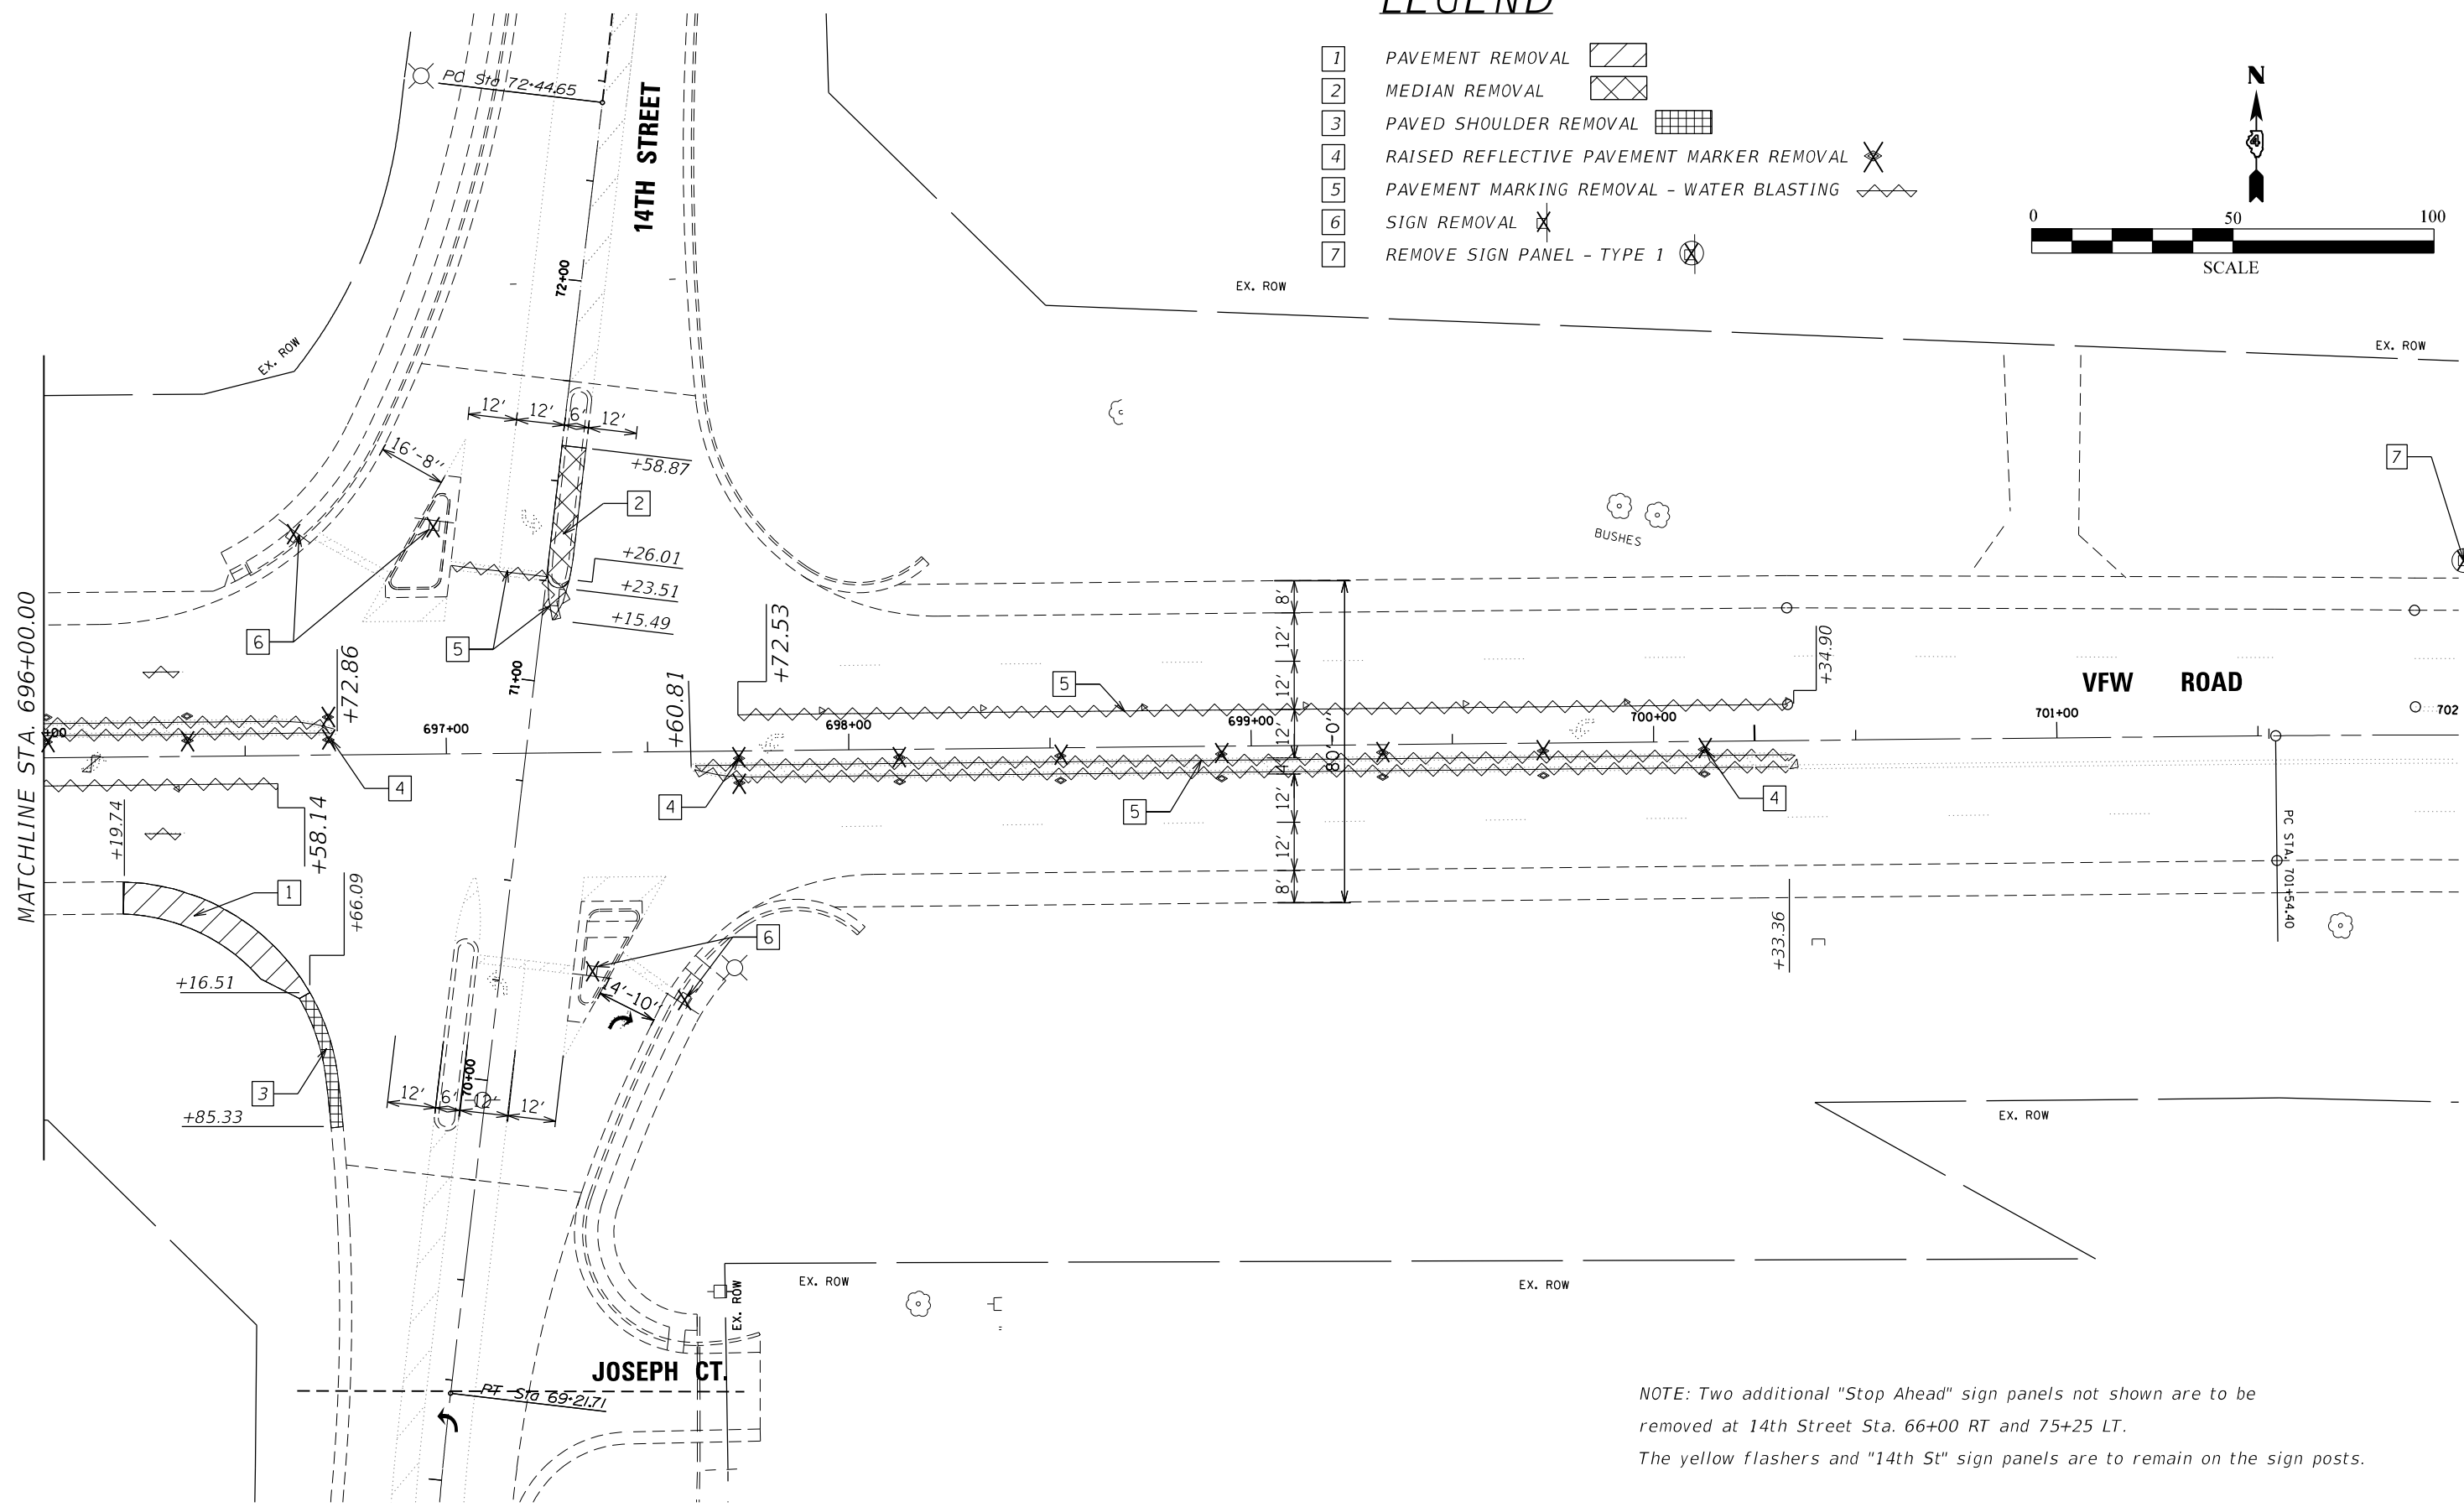 LEGEND
1 PAVEMENT REMOVAL
2 MEDIAN REMOVAL
3 PAVED SHOULDER REMOVAL
4 RAISED REFLECTIVE PAVEMENT MARKER REMOVAL
5 PAVEMENT MARKING REMOVAL - WATER BLASTING
6 SIGN REMOVAL
7 REMOVE SIGN PANEL - TYPE 1
N
4
0 50 100
SCALE
PC Sta 72+44.65
14TH STREET
72+00
EX. ROW
EX. ROW
EX. ROW
12' 12' 6' 12'
16'-8"
+58.87
2
7
BUSHES
+26.01
+23.51
+15.49
6
5
71+00
MATCHLINE STA. 696+00.00
+72.86
+60.81
+72.53
5
8'
12'
12'
12'
4'
12'
12'
8'
80'-0"
+34.90
VFW ROAD
+00
697+00
698+00
699+00
700+00
701+00
702
4
4
5
4
+19.74
+58.14
+66.09
1
+16.51
6
14'-10"
+33.36
PC STA. 701+54.40
3
+85.33
70+00
12' 6' 12' 12'
EX. ROW
EX. ROW
EX. ROW
EX. ROW
JOSEPH CT.
PT Sta 69+21.71
NOTE: Two additional "Stop Ahead" sign panels not shown are to be
removed at 14th Street Sta. 66+00 RT and 75+25 LT.
The yellow flashers and "14th St" sign panels are to remain on the sign posts.